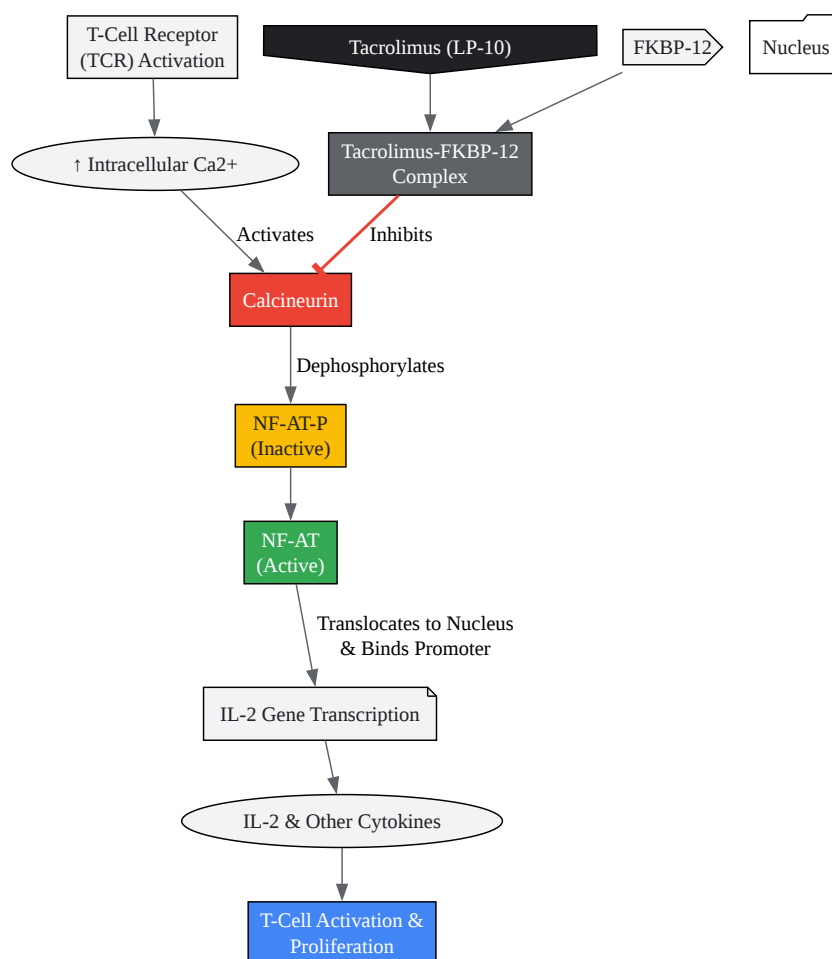 T-Cell Receptor
(TCR) Activation
Tacrolimus (LP-10)
FKBP-12
Nucleus
↑ Intracellular Ca2+
Tacrolimus-FKBP-12
Complex
Activates
Inhibits
Calcineurin
Dephosphorylates
NF-AT-P
(Inactive)
NF-AT
(Active)
Translocates to Nucleus
& Binds Promoter
IL-2 Gene Transcription
IL-2 & Other Cytokines
T-Cell Activation &
Proliferation